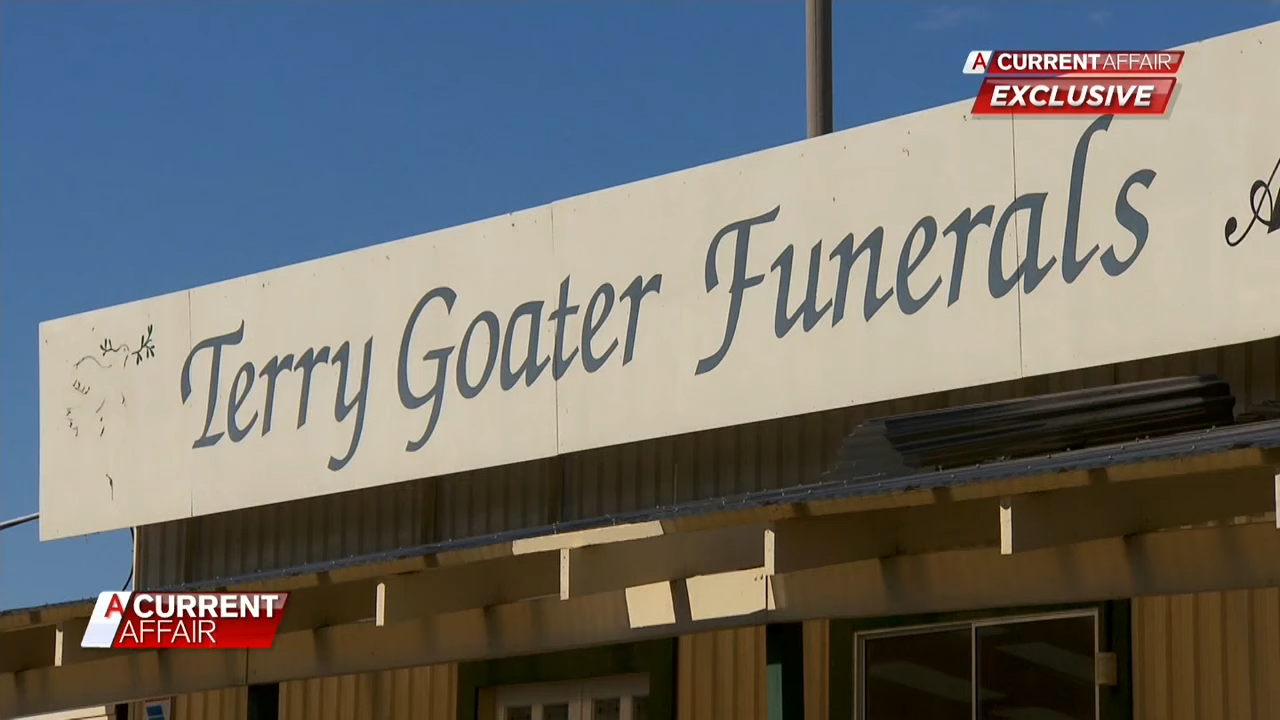 A CURRENT AFFAIR
EXCLUSIVE
Terry Goater Funerals
A CURRENT
AFFAIR